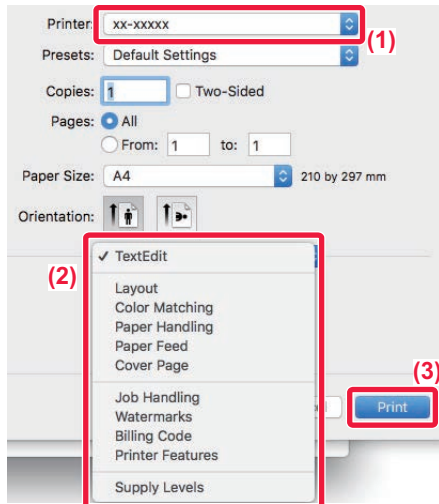 Printer: xx-xxxxx
(1)
Presets: Default Settings
Copies: 1 Two-Sided
Pages: All
From: 1 to: 1
Paper Size: A4 210 by 297 mm
Orientation:
(2)
✓ TextEdit
Layout
Color Matching
Paper Handling
Paper Feed
Cover Page
Job Handling
Watermarks
Billing Code
Printer Features
Supply Levels
(3)
Print